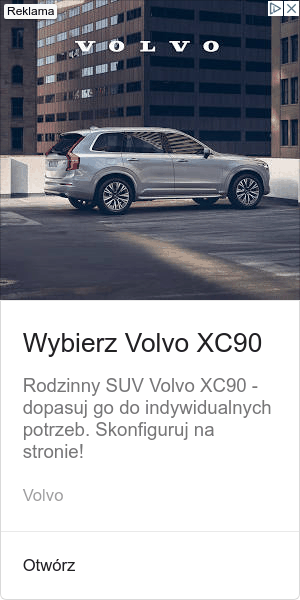 Reklama
VOLVO
Wybierz Volvo XC90
Rodzinny SUV Volvo XC90 -
dopasuj go do indywidualnych
potrzeb. Skonfiguruj na
stronie!
Volvo
Otwórz